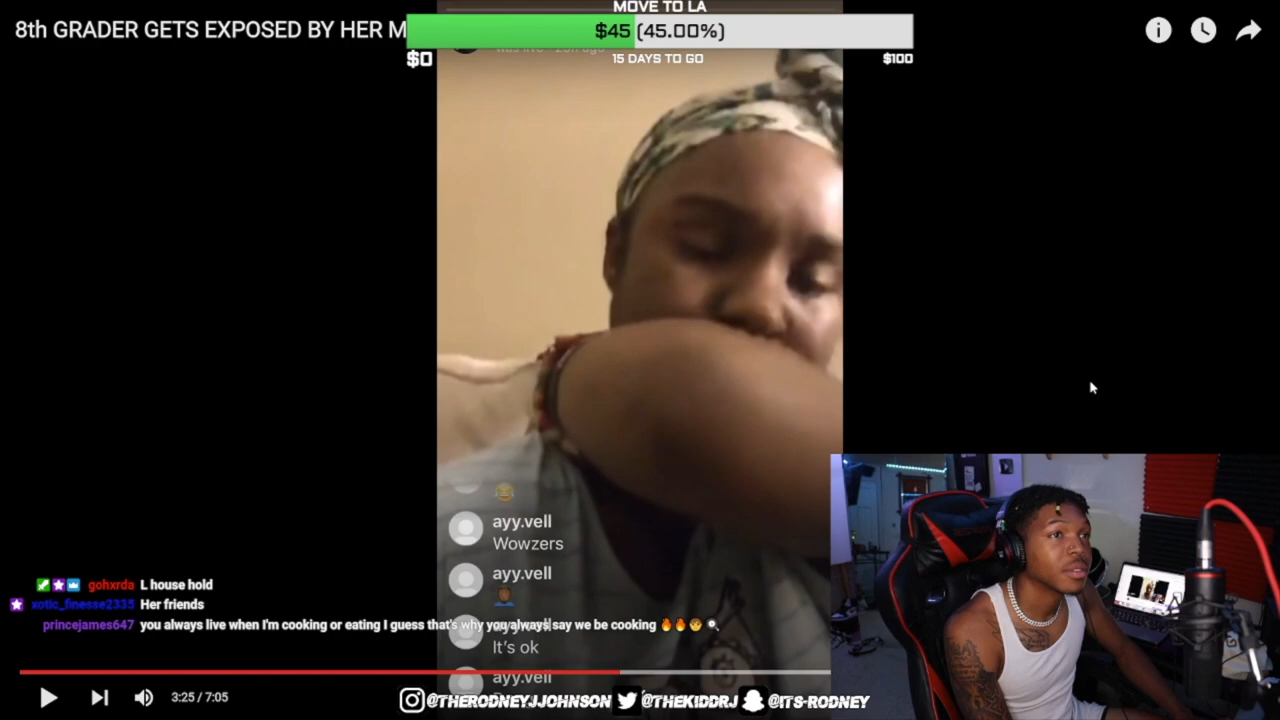 MOVE TO LA
8th GRADER GETS EXPOSED BY HER M
$45 (45.00%)
$0
15 DAYS TO GO
$100
ayy.vell
Wowzers
ayy.vell
gohxrda L house hold
xotic_finesse2335 Her friends
princejames647 you always live when I'm cooking or eating I guess that's why you always say we be cooking 🔥🔥
It's ok
ayy.vell
3:25 / 7:05
@THERODNEYJJOHNSON @THEKIDDRJ @ITS-RODNEY